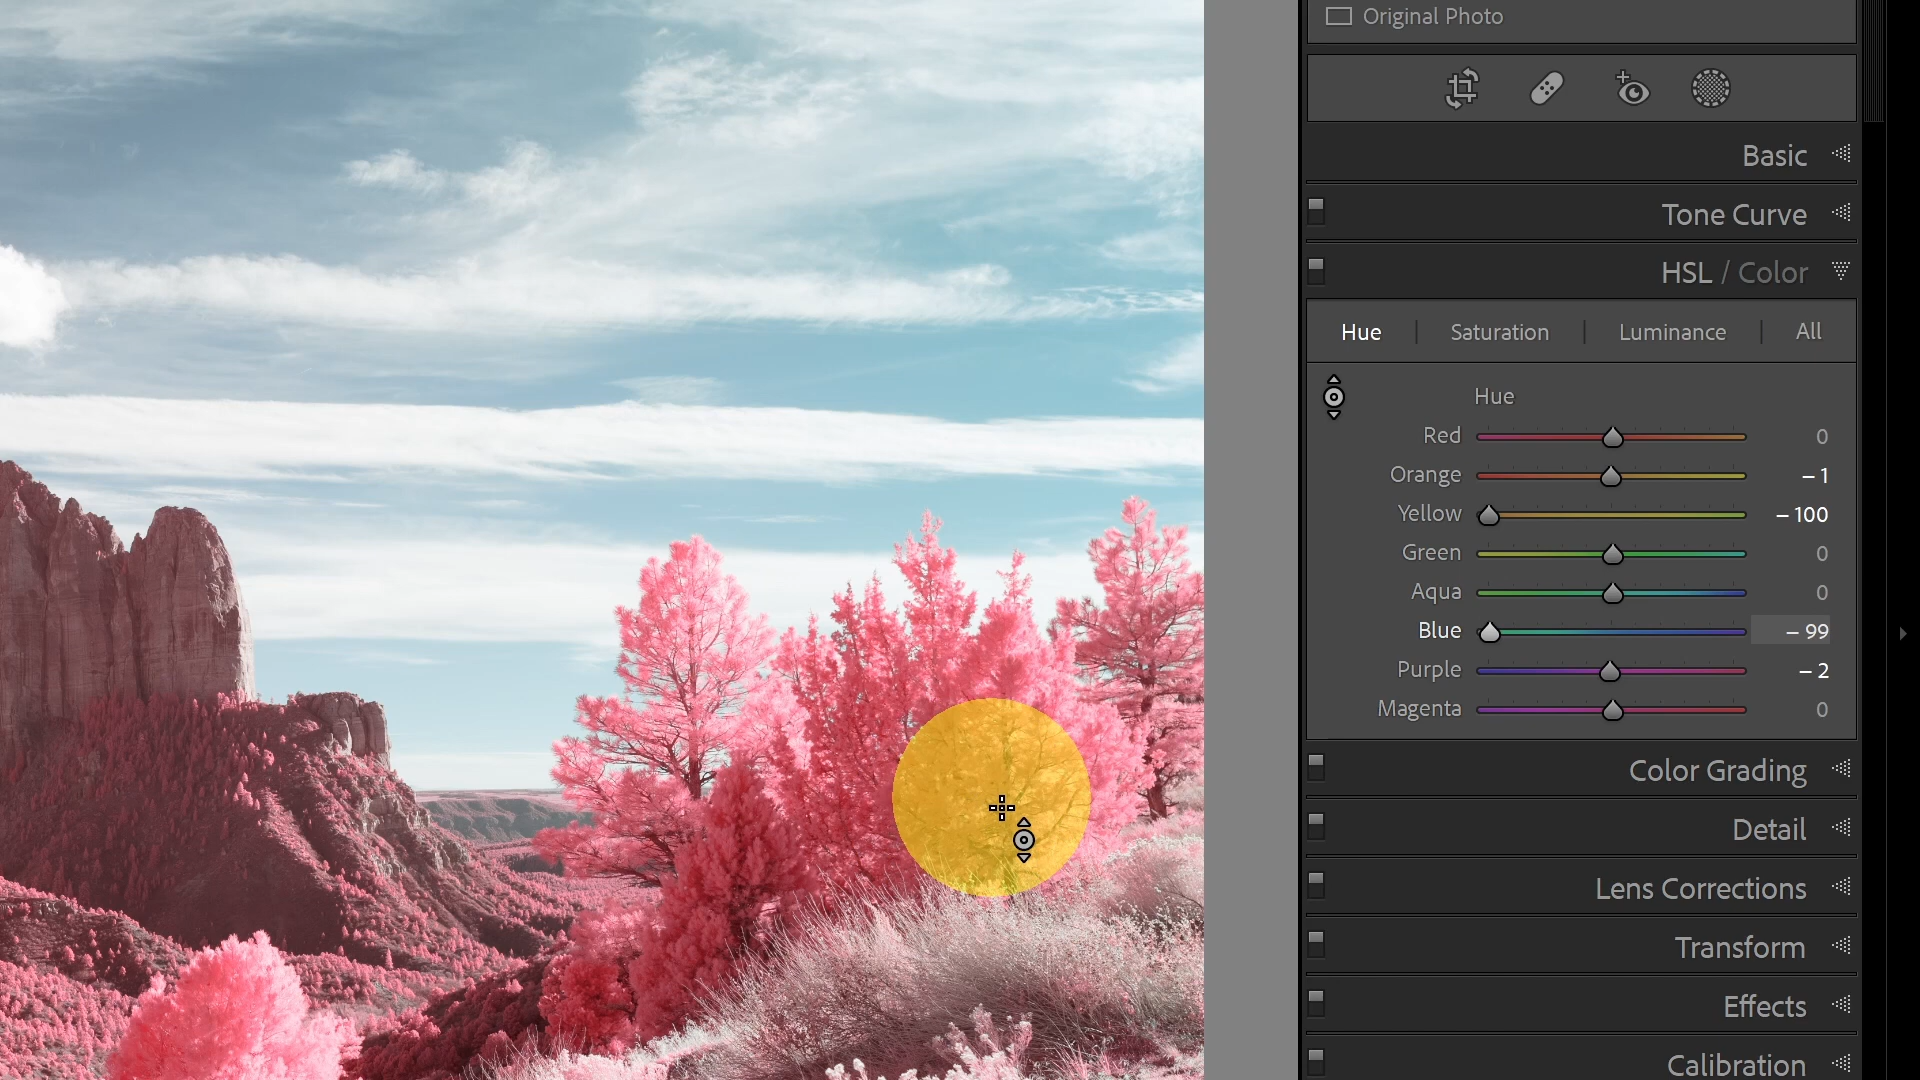 Original Photo
Basic
Tone Curve
HSL / Color
Hue | Saturation | Luminance | All
Hue
Red 0
Orange – 1
Yellow – 100
Green 0
Aqua 0
Blue – 99
Purple – 2
Magenta 0
Color Grading
Detail
Lens Corrections
Transform
Effects
Calibration